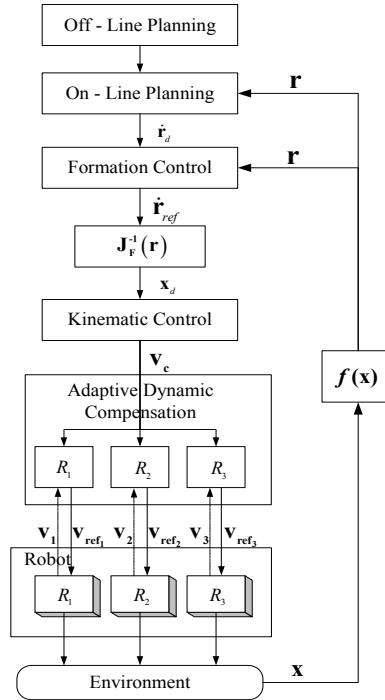 Off - Line Planning
On - Line Planning
r
ṙ_d
Formation Control
r
ṙ_ref
J_F^-1(r)
x_d
Kinematic Control
v_c
f(x)
Adaptive Dynamic
Compensation
R_1 R_2 R_3
v_1 v_ref_1 v_2 v_ref_2 v_3 v_ref_3
Robot
R_1 R_2 R_3
Environment
x